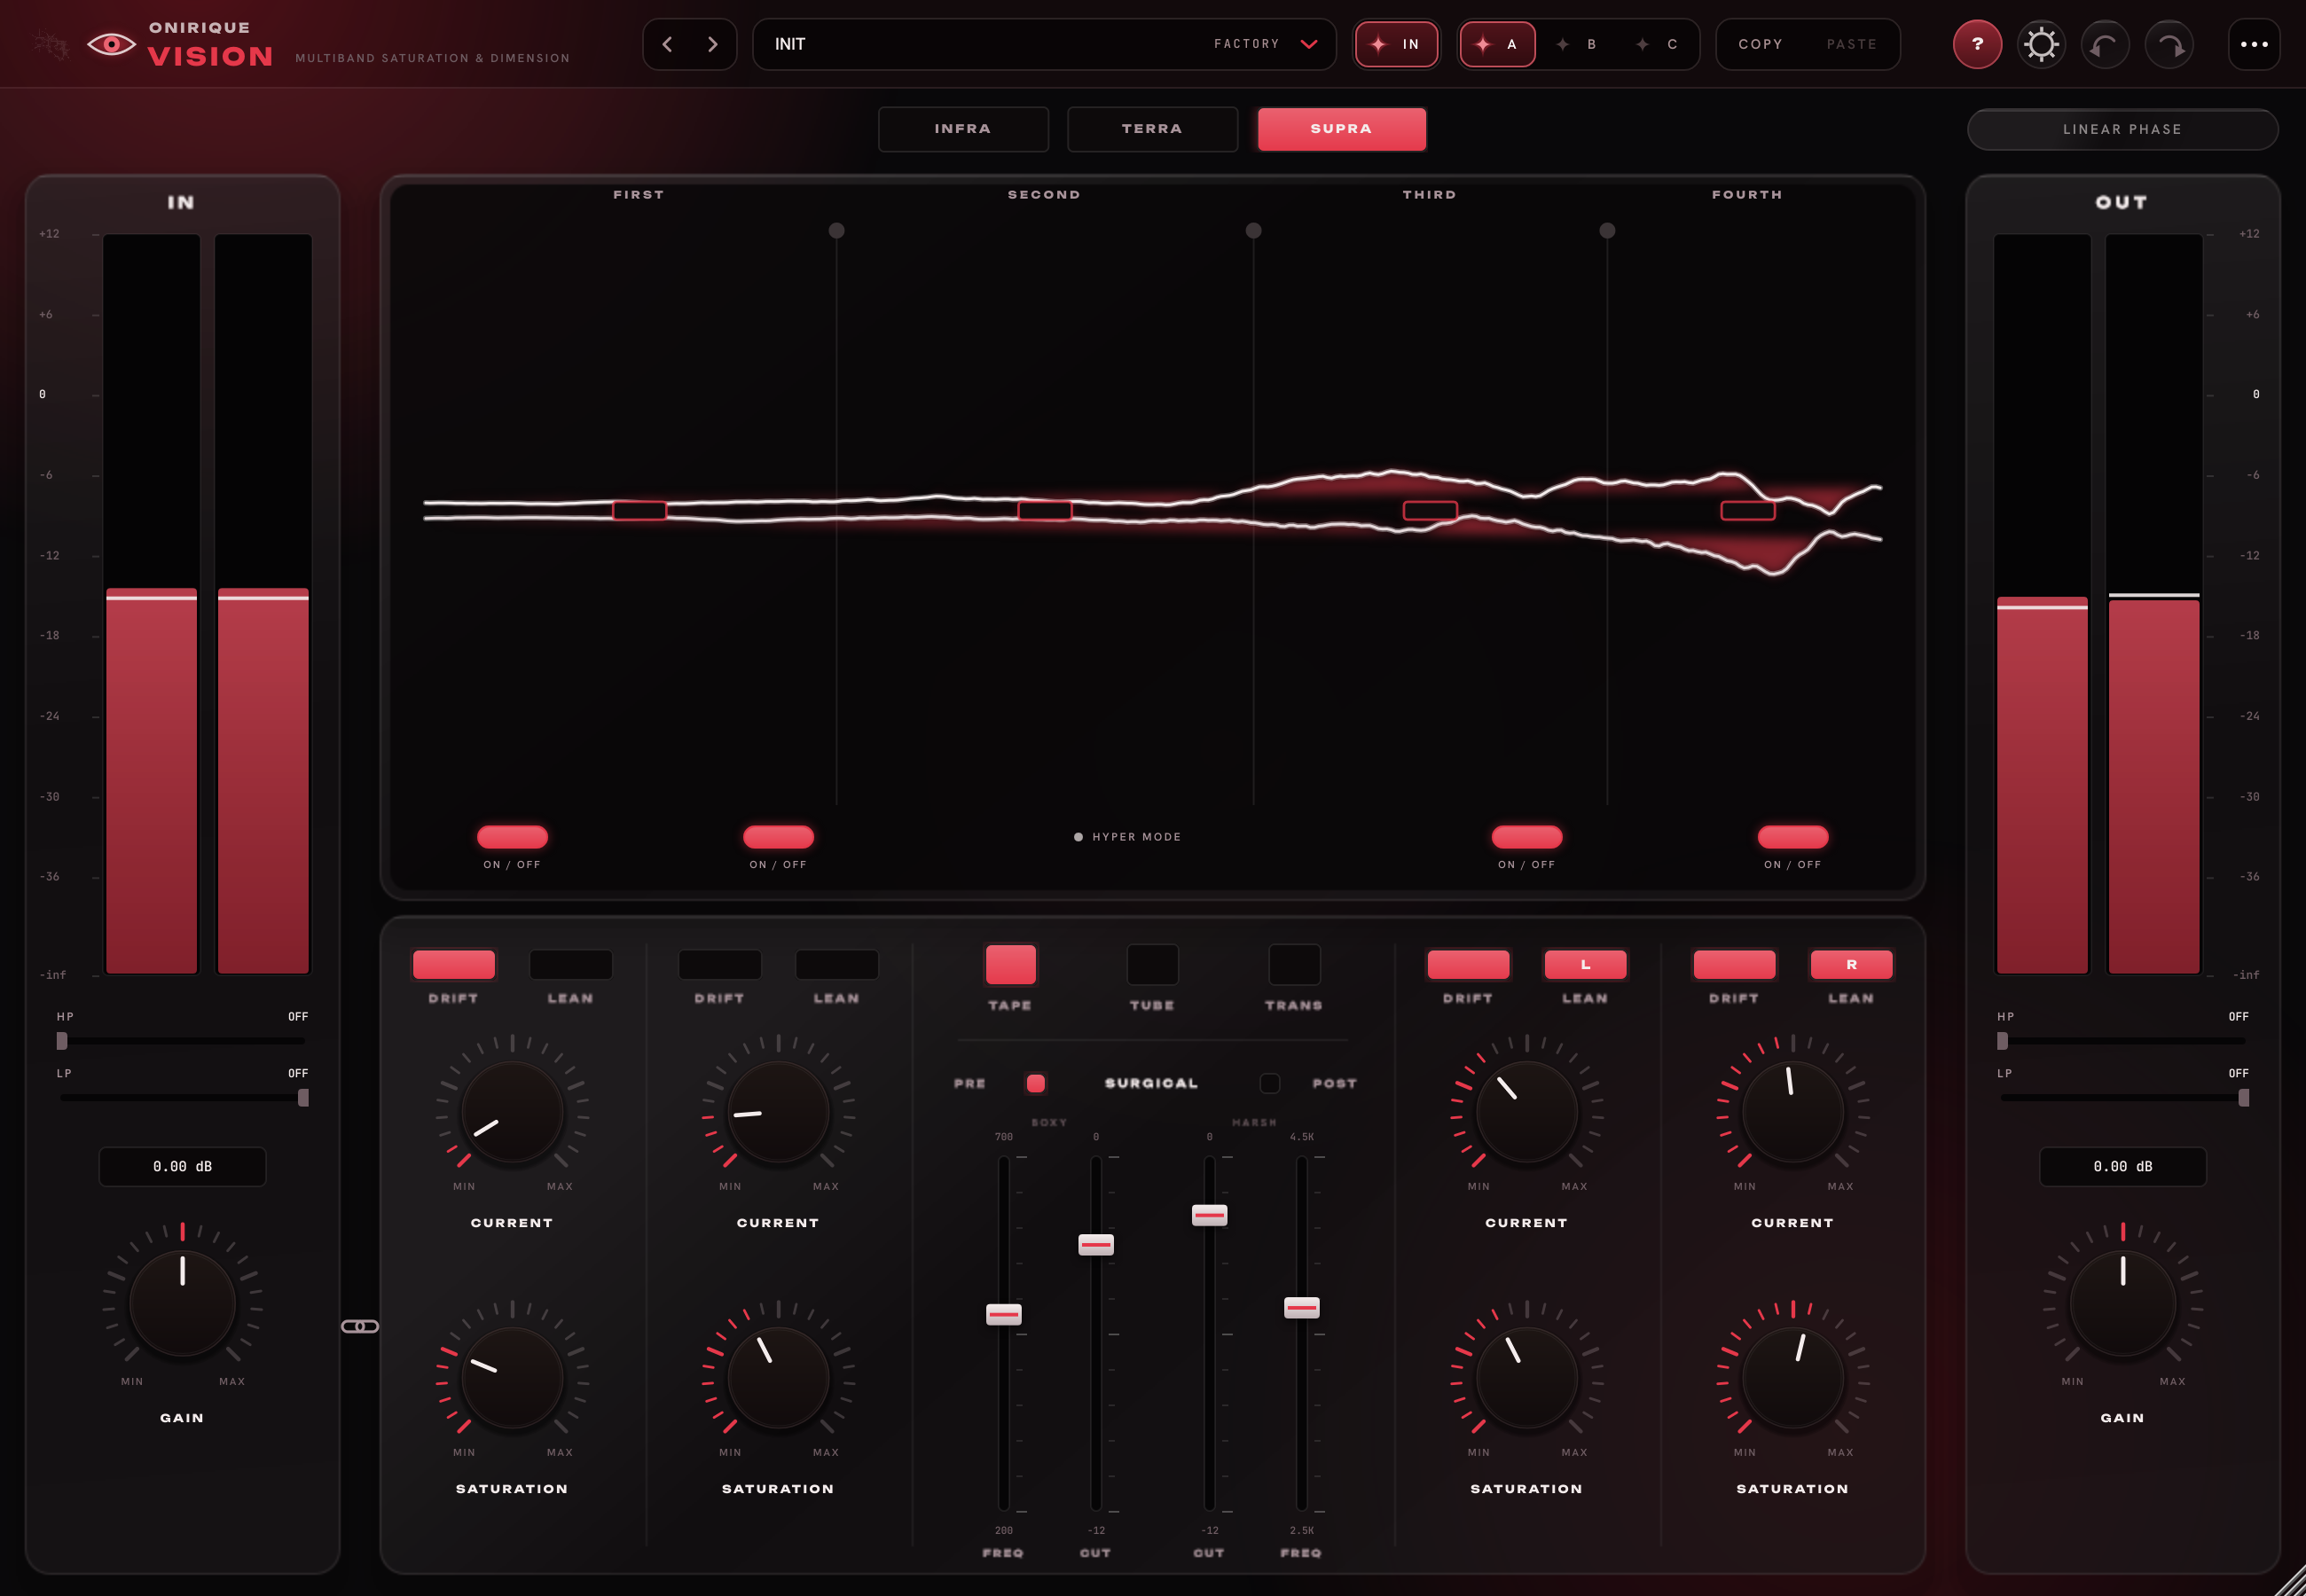 ONIRIQUE
VISION
MULTIBAND SATURATION & DIMENSION
INIT
FACTORY
IN
A
B
C
COPY
PASTE
?
INFRA
TERRA
SUPRA
LINEAR PHASE
IN
+12
+6
0
-6
-12
-18
-24
-30
-36
-inf
HP
OFF
LP
OFF
0.00 dB
MIN
MAX
GAIN
FIRST
SECOND
THIRD
FOURTH
ON / OFF
ON / OFF
HYPER MODE
ON / OFF
ON / OFF
DRIFT
LEAN
MIN
MAX
CURRENT
MIN
MAX
SATURATION
DRIFT
LEAN
MIN
MAX
CURRENT
MIN
MAX
SATURATION
TAPE
TUBE
TRANS
PRE
SURGICAL
POST
BOXY
HARSH
700
0
0
4.5K
200
-12
-12
2.5K
FREQ
CUT
CUT
FREQ
L
DRIFT
LEAN
MIN
MAX
CURRENT
MIN
MAX
SATURATION
R
DRIFT
LEAN
MIN
MAX
CURRENT
MIN
MAX
SATURATION
OUT
+12
+6
0
-6
-12
-18
-24
-30
-36
-inf
HP
OFF
LP
OFF
0.00 dB
MIN
MAX
GAIN